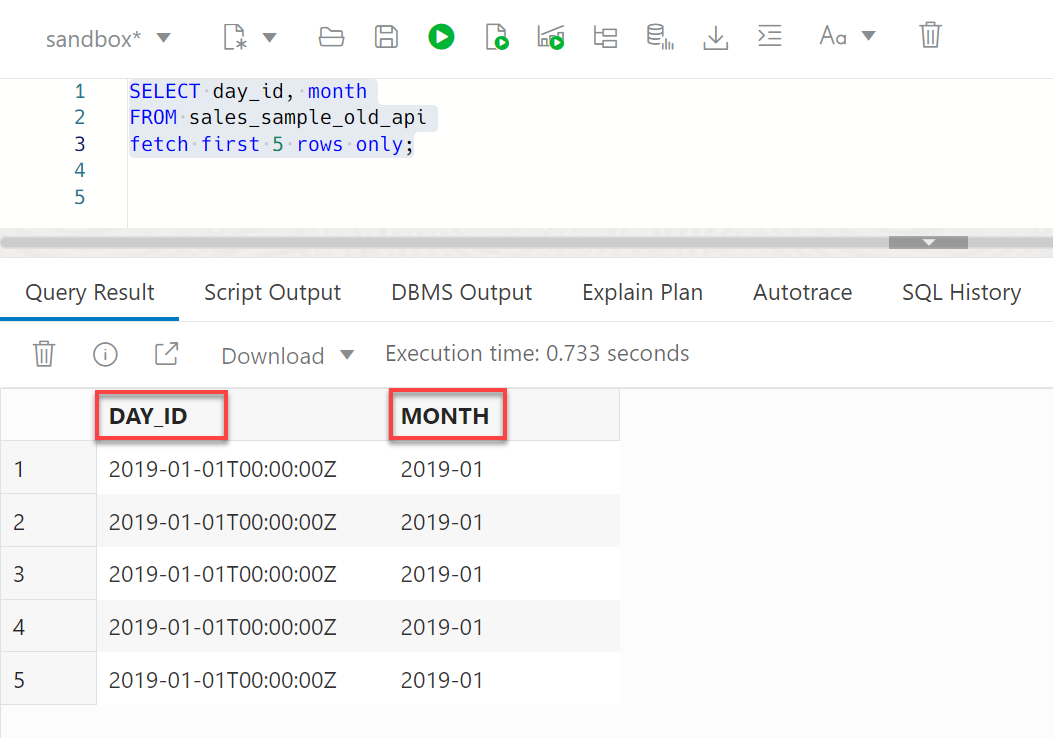 sandbox* Aa
1 SELECT day_id, month
2 FROM sales_sample_old_api
3 fetch first 5 rows only;
4
5
Query Result Script Output DBMS Output Explain Plan Autotrace SQL History
Download Execution time: 0.733 seconds
DAY_ID MONTH
1 2019-01-01T00:00:00Z 2019-01
2 2019-01-01T00:00:00Z 2019-01
3 2019-01-01T00:00:00Z 2019-01
4 2019-01-01T00:00:00Z 2019-01
5 2019-01-01T00:00:00Z 2019-01